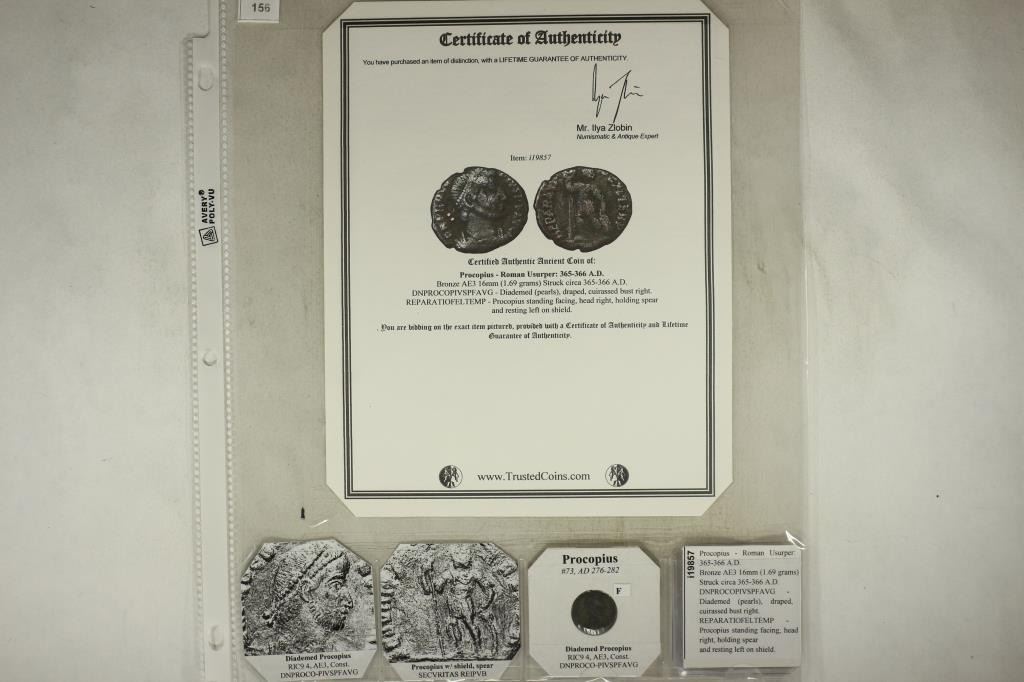 156
AVERY®
POLY-VU
Certificate of Authenticity
You have purchased an item of distinction, with a LIFETIME GUARANTEE OF AUTHENTICITY.
Mr. Ilya Zlobin
Numismatic & Antique Expert
Item: i19857
Certified Authentic Ancient Coin of:
Procopius - Roman Usurper: 365-366 A.D.
Bronze AE3 16mm (1.69 grams) Struck circa 365-366 A.D.
DNPROCOPIVSPFAVG - Diademed (pearls), draped, cuirassed bust right.
REPARATIOFELTEMP - Procopius standing facing, head right, holding spear
and resting left on shield.
. You are bidding on the exact item pictured, provided with a Certificate of Authenticity and Lifetime
Guarantee of Authenticity.
www.TrustedCoins.com
Diademed Procopius
RIC9 4, AE3, Const.
DNPROCO-PIVSPFAVG
Procopius w/ shield, spear
SECVRITAS REIPVB
Procopius
#73, AD 276-282
F
Diademed Procopius
RIC9 4, AE3, Const.
DNPROCO-PIVSPFAVG
i19857
Procopius - Roman Usurper:
365-366 A.D.
Bronze AE3 16mm (1.69 grams)
Struck circa 365-366 A.D.
DNPROCOPIVSPFAVG -
Diademed (pearls), draped,
cuirassed bust right.
REPARATIOFELTEMP -
Procopius standing facing, head
right, holding spear
and resting left on shield.